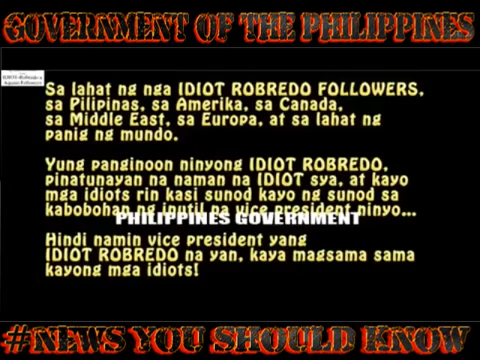 GOVERNMENT OF THE PHILIPPINES
Sa lahat ng nga IDIOT ROBREDO FOLLOWERS,
sa Pilipinas, sa Amerika, sa Canada,
sa Middle East, sa Europa, at sa lahat ng
panig ng mundo.
Yung panginoon ninyong IDIOT ROBREDO,
pinatunayan na naman na IDIOT sya, at kayo
mga idiots rin kasi sunod kayo ng sunod sa
kabobohan ng inutil na vice president ninyo...
PHILIPPINES GOVERNMENT
Hindi namin vice president yang
IDIOT ROBREDO na yan, kaya magsama sama
kayong mga idiots!
#NEWS YOU SHOULD KNOW